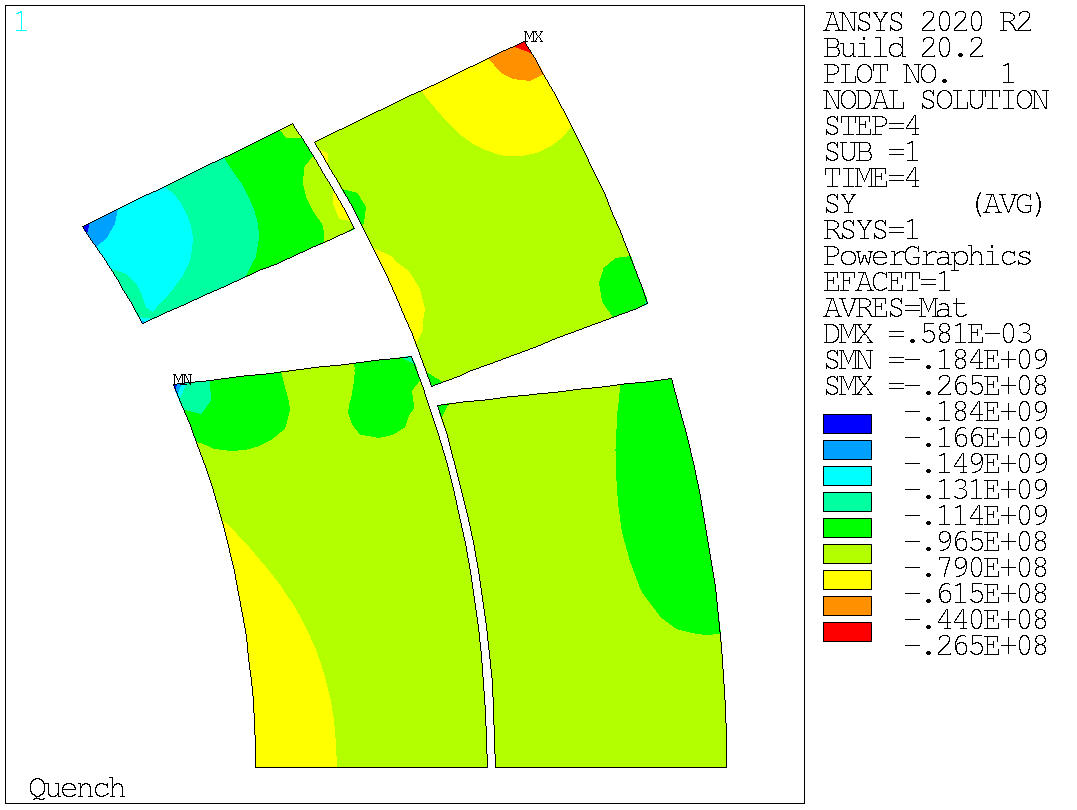 1
MX
MN
Quench
ANSYS 2020 R2
Build 20.2
PLOT NO. 1
NODAL SOLUTION
STEP=4
SUB =1
TIME=4
SY (AVG)
RSYS=1
PowerGraphics
EFACET=1
AVRES=Mat
DMX =.581E-03
SMN =-.184E+09
SMX =-.265E+08
-.184E+09
-.166E+09
-.149E+09
-.131E+09
-.114E+09
-.965E+08
-.790E+08
-.615E+08
-.440E+08
-.265E+08